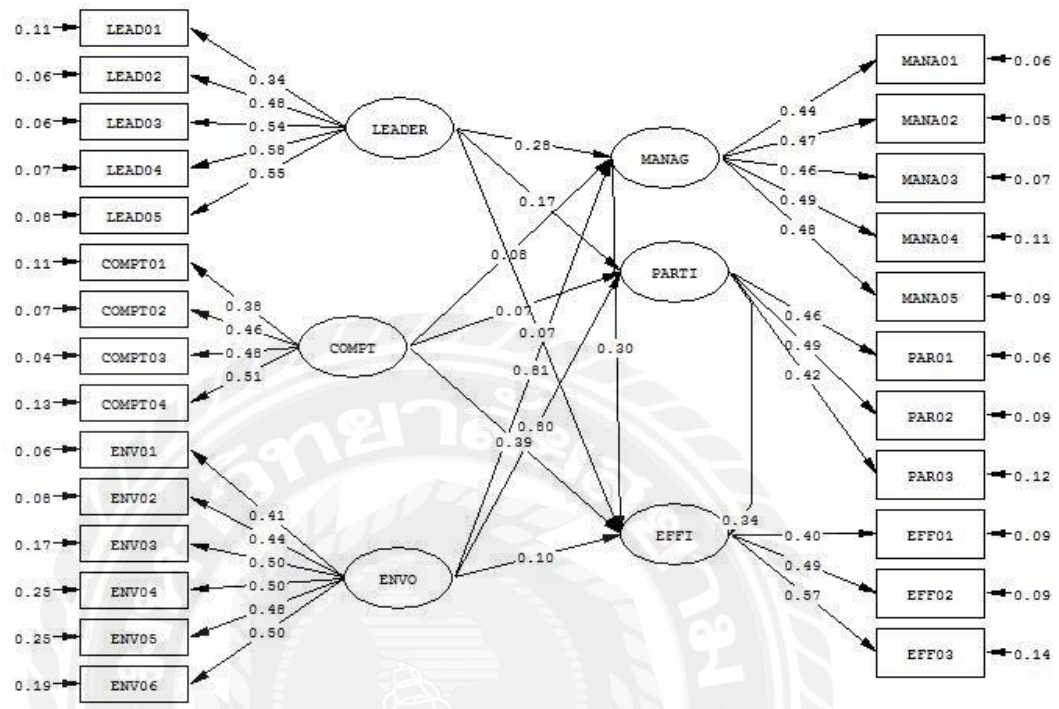 0.11 LEAD01
0.06 LEAD02
0.06 LEAD03
0.07 LEAD04
0.08 LEAD05
0.11 COMPT01
0.07 COMPT02
0.04 COMPT03
0.13 COMPT04
0.06 ENV01
0.08 ENV02
0.17 ENV03
0.25 ENV04
0.25 ENV05
0.19 ENV06
0.34
0.48
0.54
0.58
0.55
0.38
0.46
0.48
0.51
0.41
0.44
0.50
0.50
0.48
0.50
LEADER
COMPT
ENVO
0.28
0.17
0.08
0.07
0.07
0.81
0.30
0.80
0.39
0.10
0.34
MANAG
PARTI
EFFI
0.44
0.47
0.46
0.49
0.48
0.46
0.49
0.42
0.40
0.49
0.57
MANA01 0.06
MANA02 0.05
MANA03 0.07
MANA04 0.11
MANA05 0.09
PAR01 0.06
PAR02 0.09
PAR03 0.12
EFF01 0.09
EFF02 0.09
EFF03 0.14